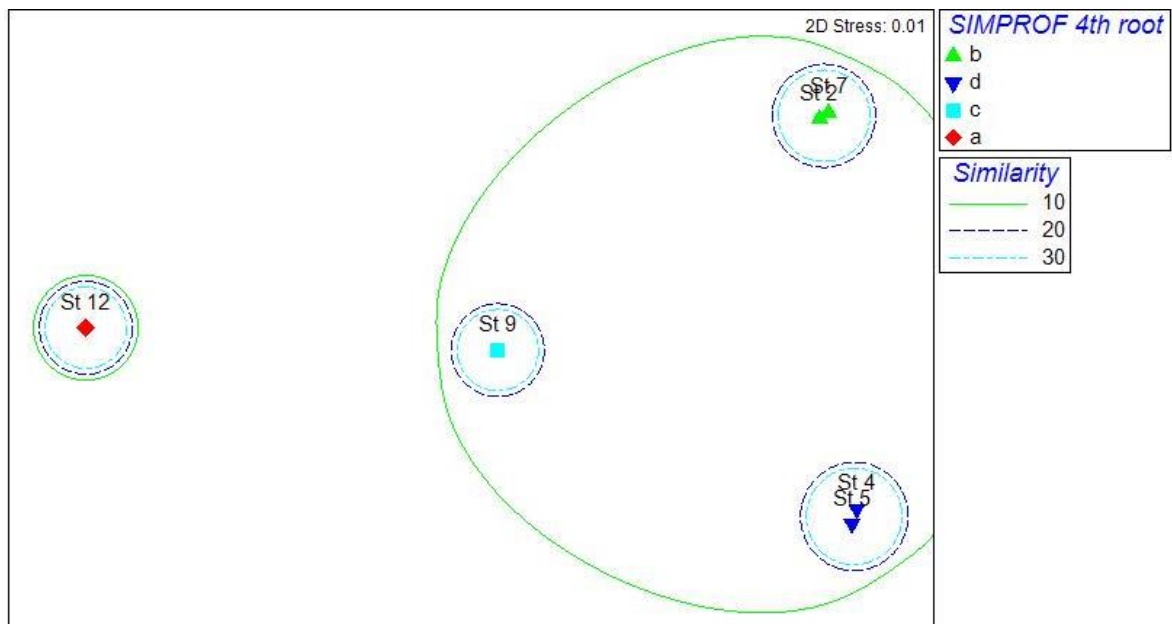 2D Stress: 0.01
St 7
St 2
St 12
St 9
St 4
St 5
SIMPROF 4th root
b
d
c
a
Similarity
10
20
30